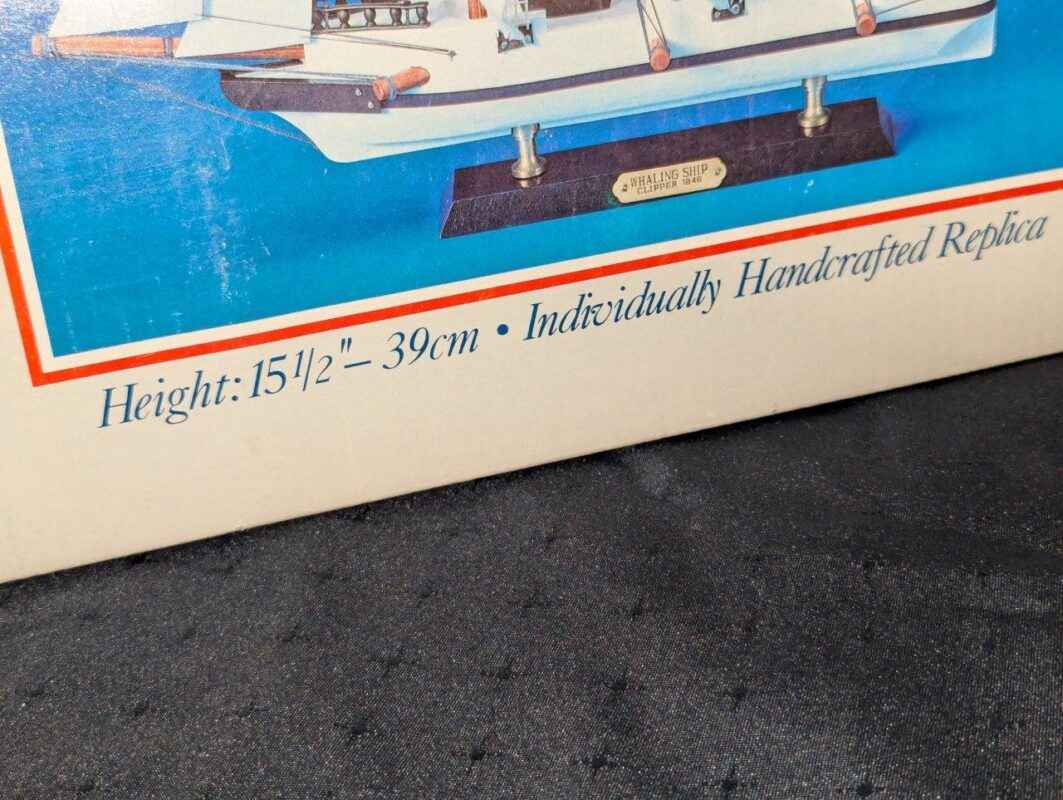 WHALING SHIP
CLIPPER 1846
Height: 15 1/2" – 39cm • Individually Handcrafted Replica